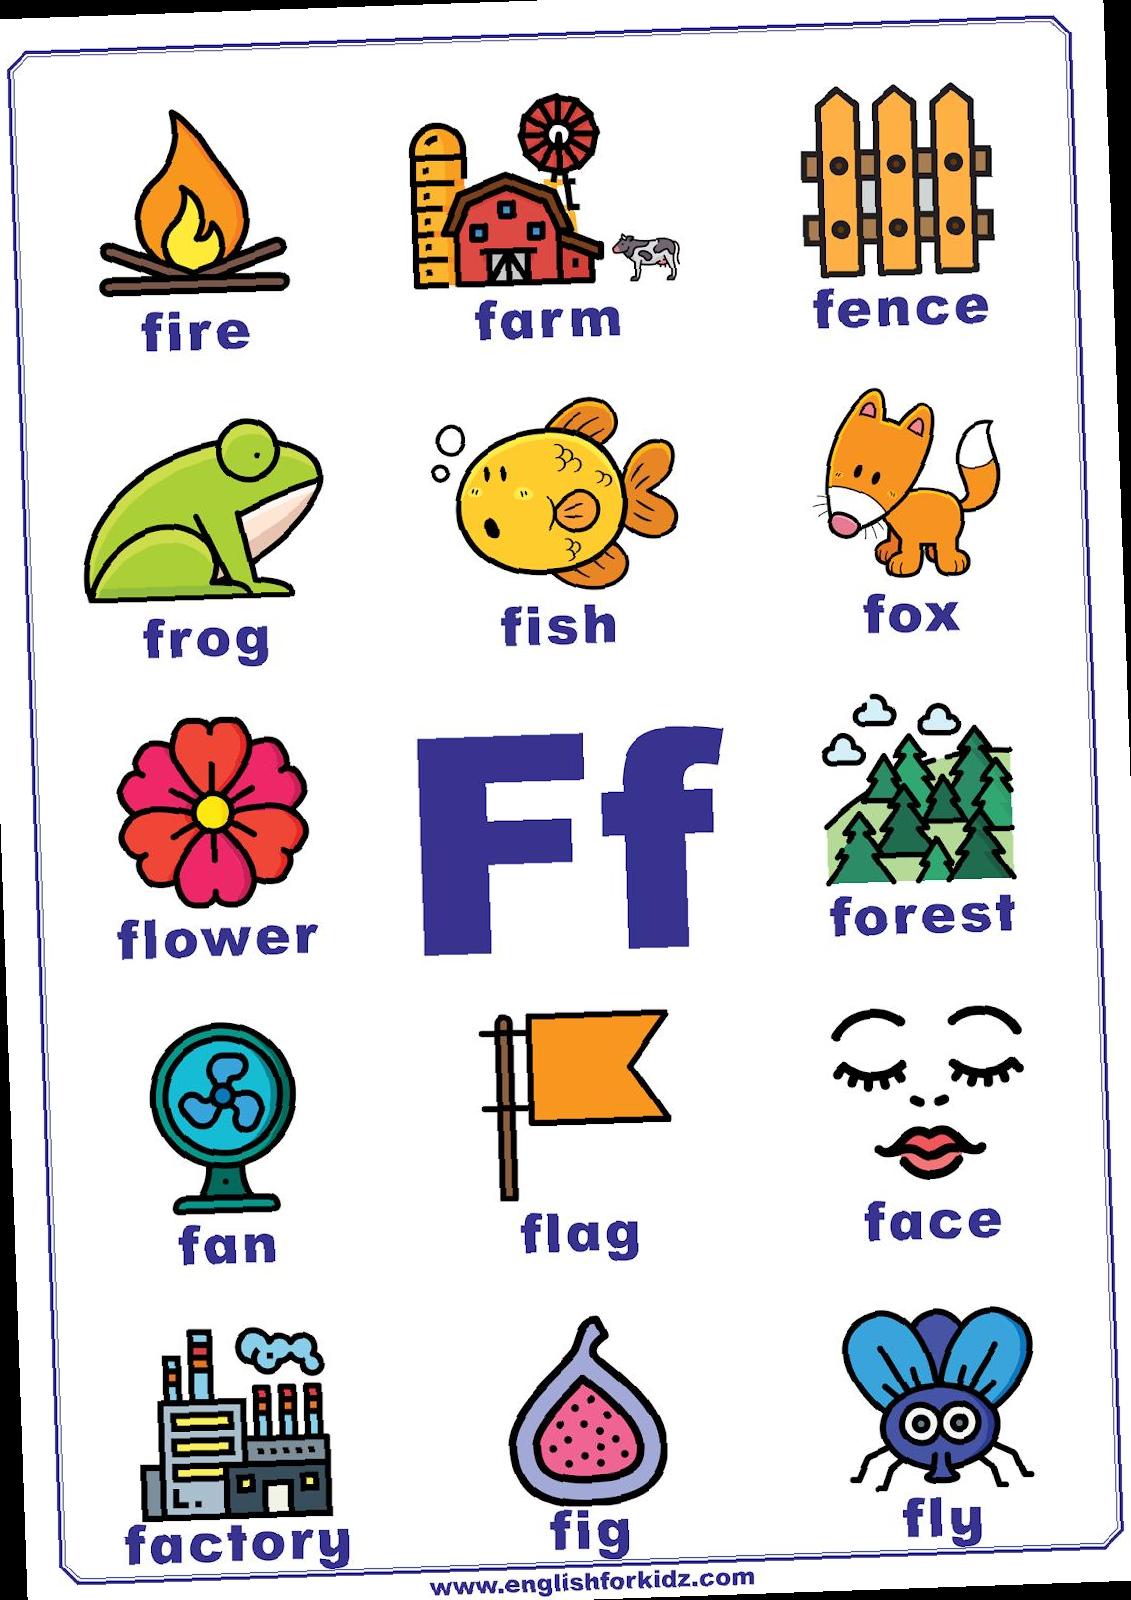 fire farm fence
frog fish fox
flower Ff forest
fan flag face
factory fig fly
www.englishforkidz.com